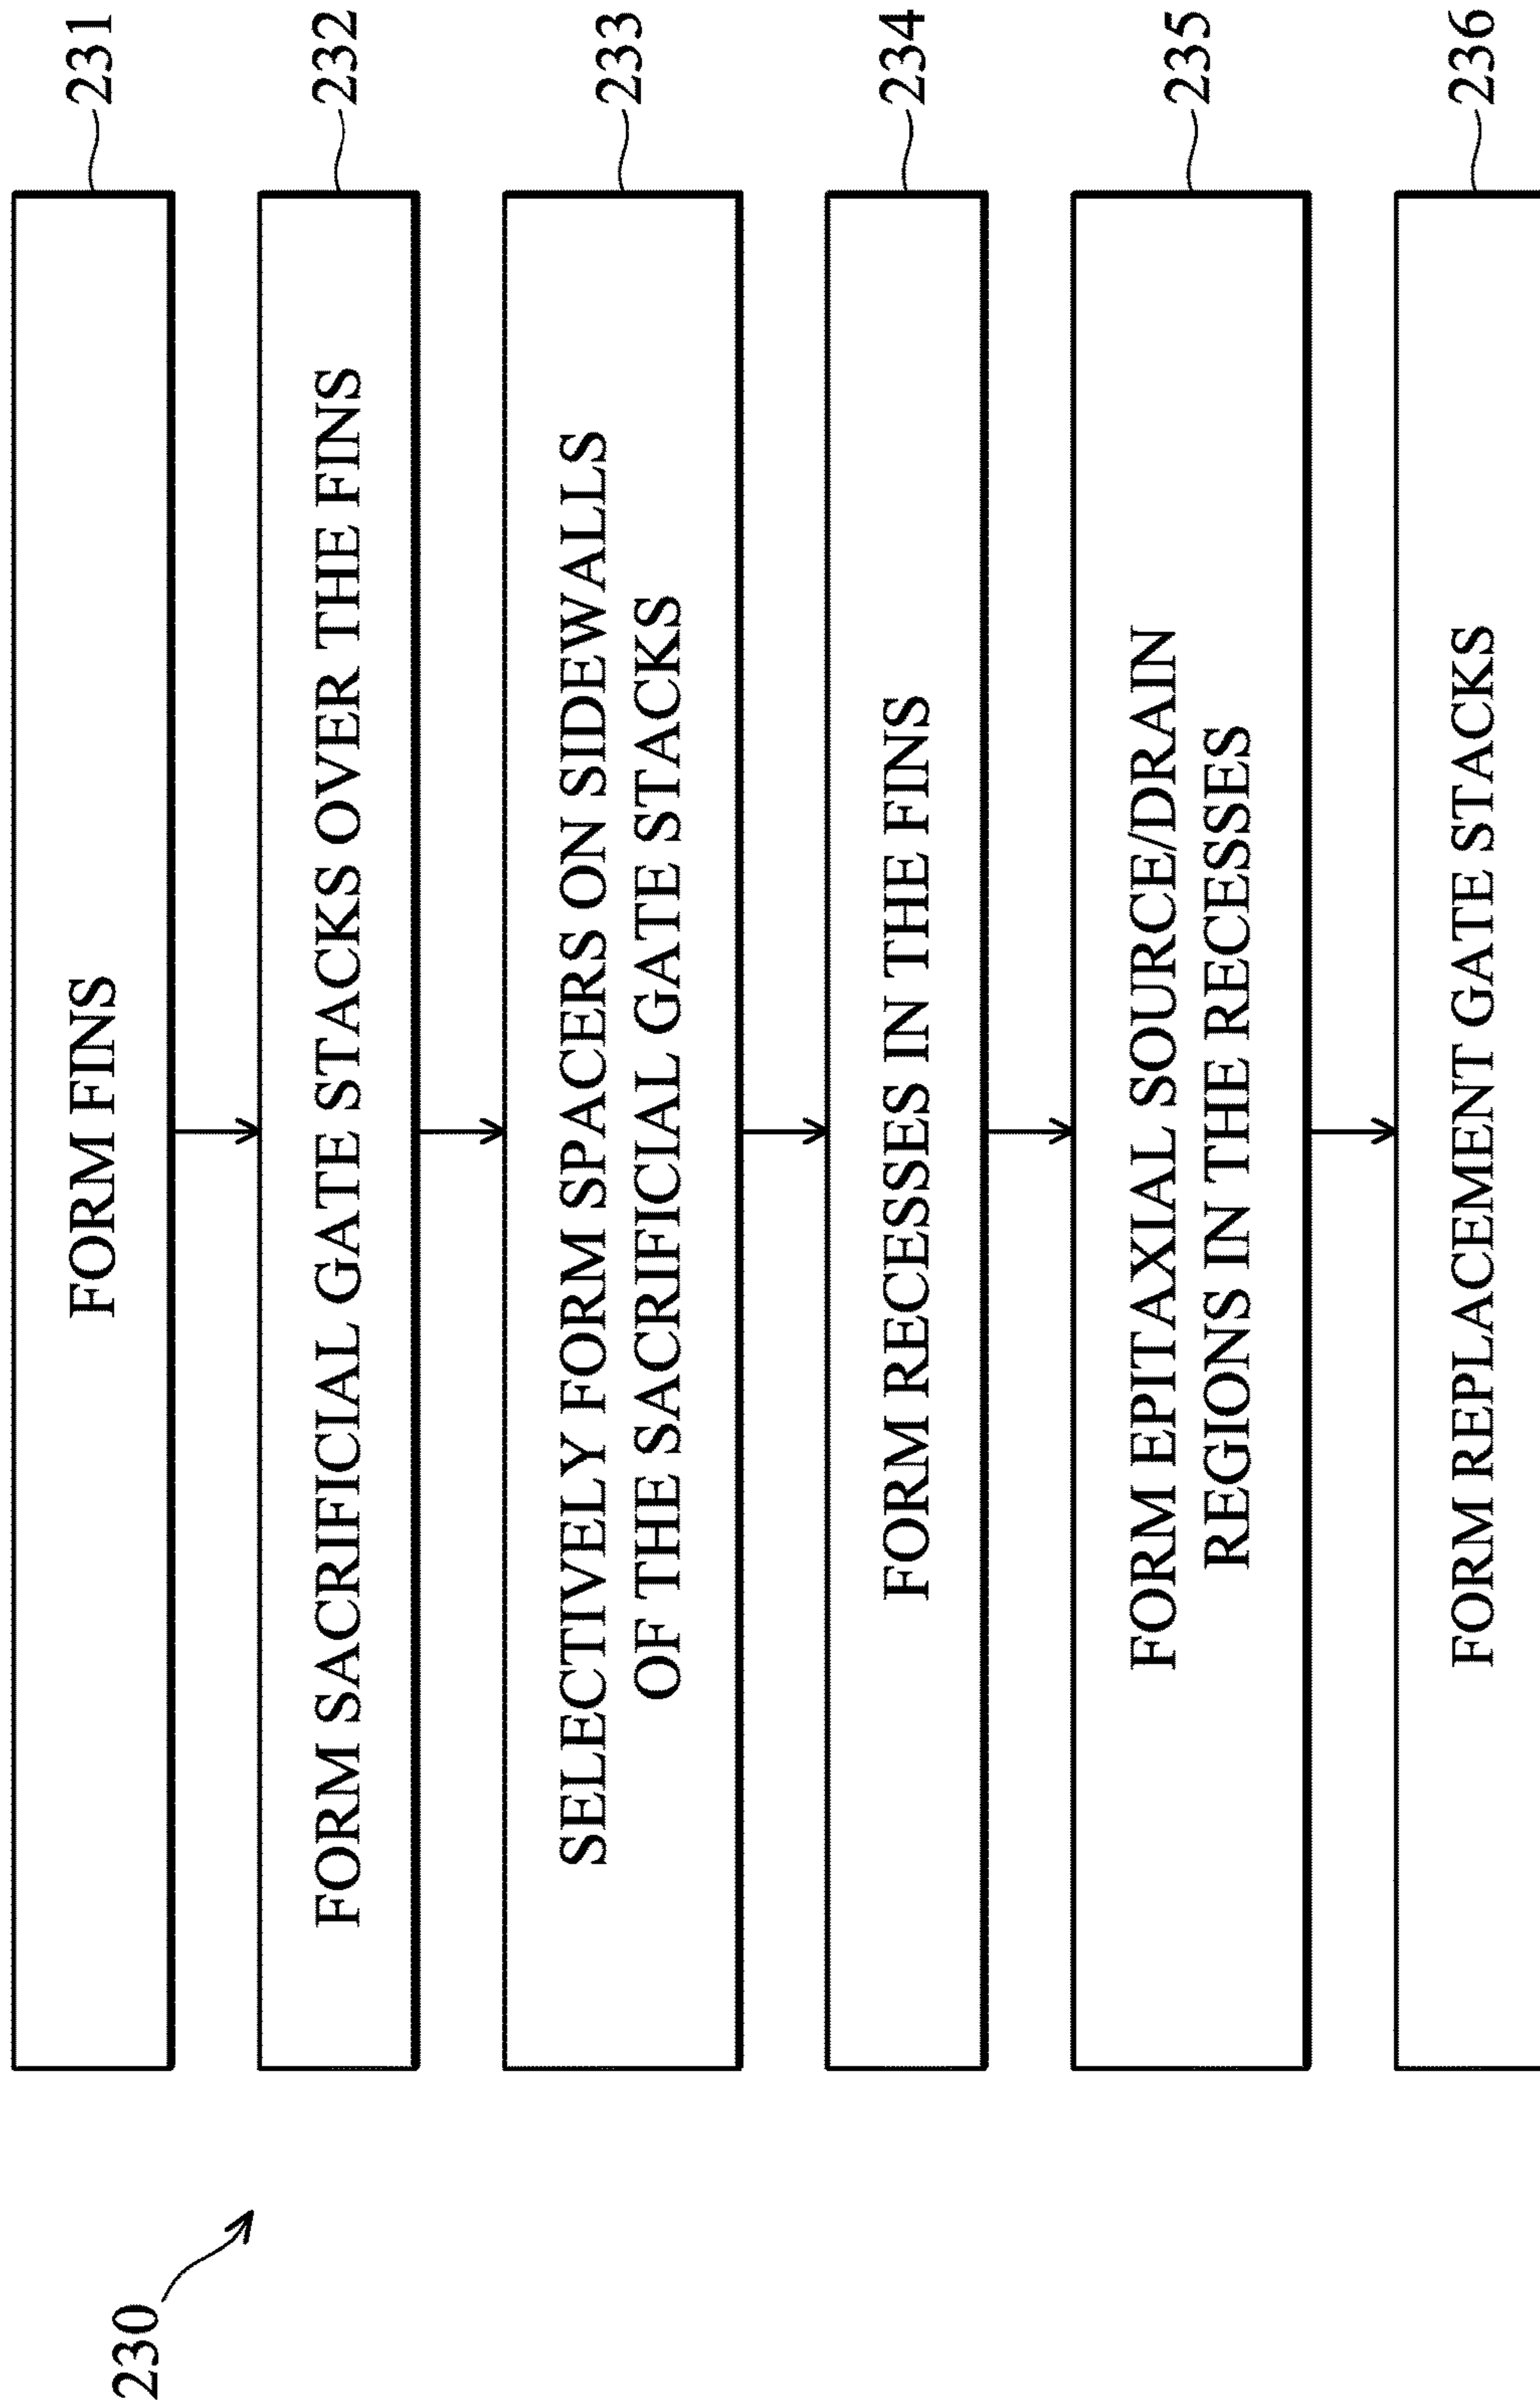 230
FORM FINS
231
FORM SACRIFICIAL GATE STACKS OVER THE FINS
232
SELECTIVELY FORM SPACERS ON SIDEWALLS
OF THE SACRIFICIAL GATE STACKS
233
FORM RECESSES IN THE FINS
234
FORM EPITAXIAL SOURCE/DRAIN
REGIONS IN THE RECESSES
235
FORM REPLACEMENT GATE STACKS
236